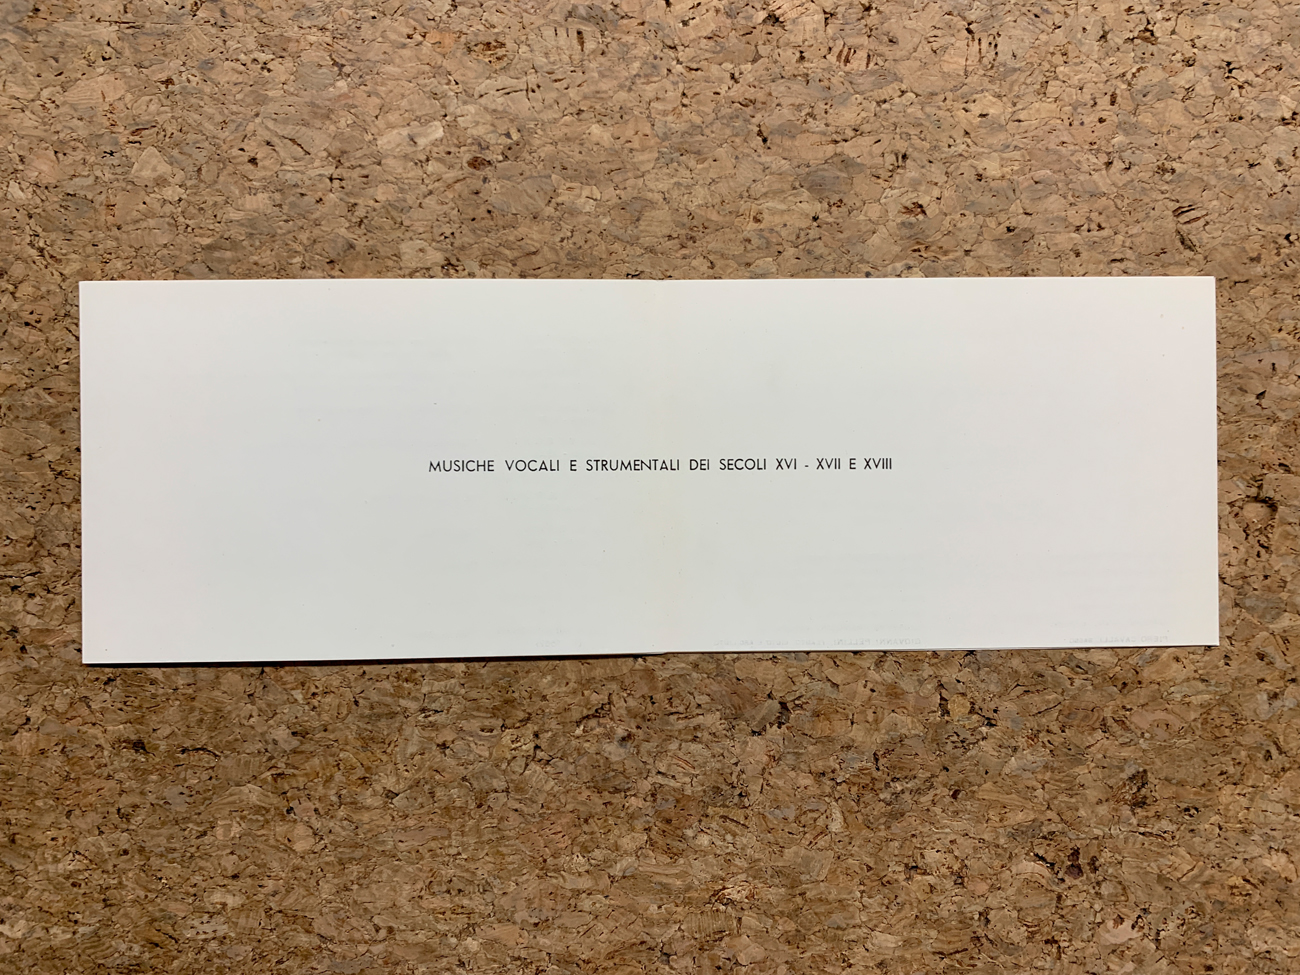 MUSICHE VOCALI E STRUMENTALI DEI SECOLI XVI - XVII E XVIII